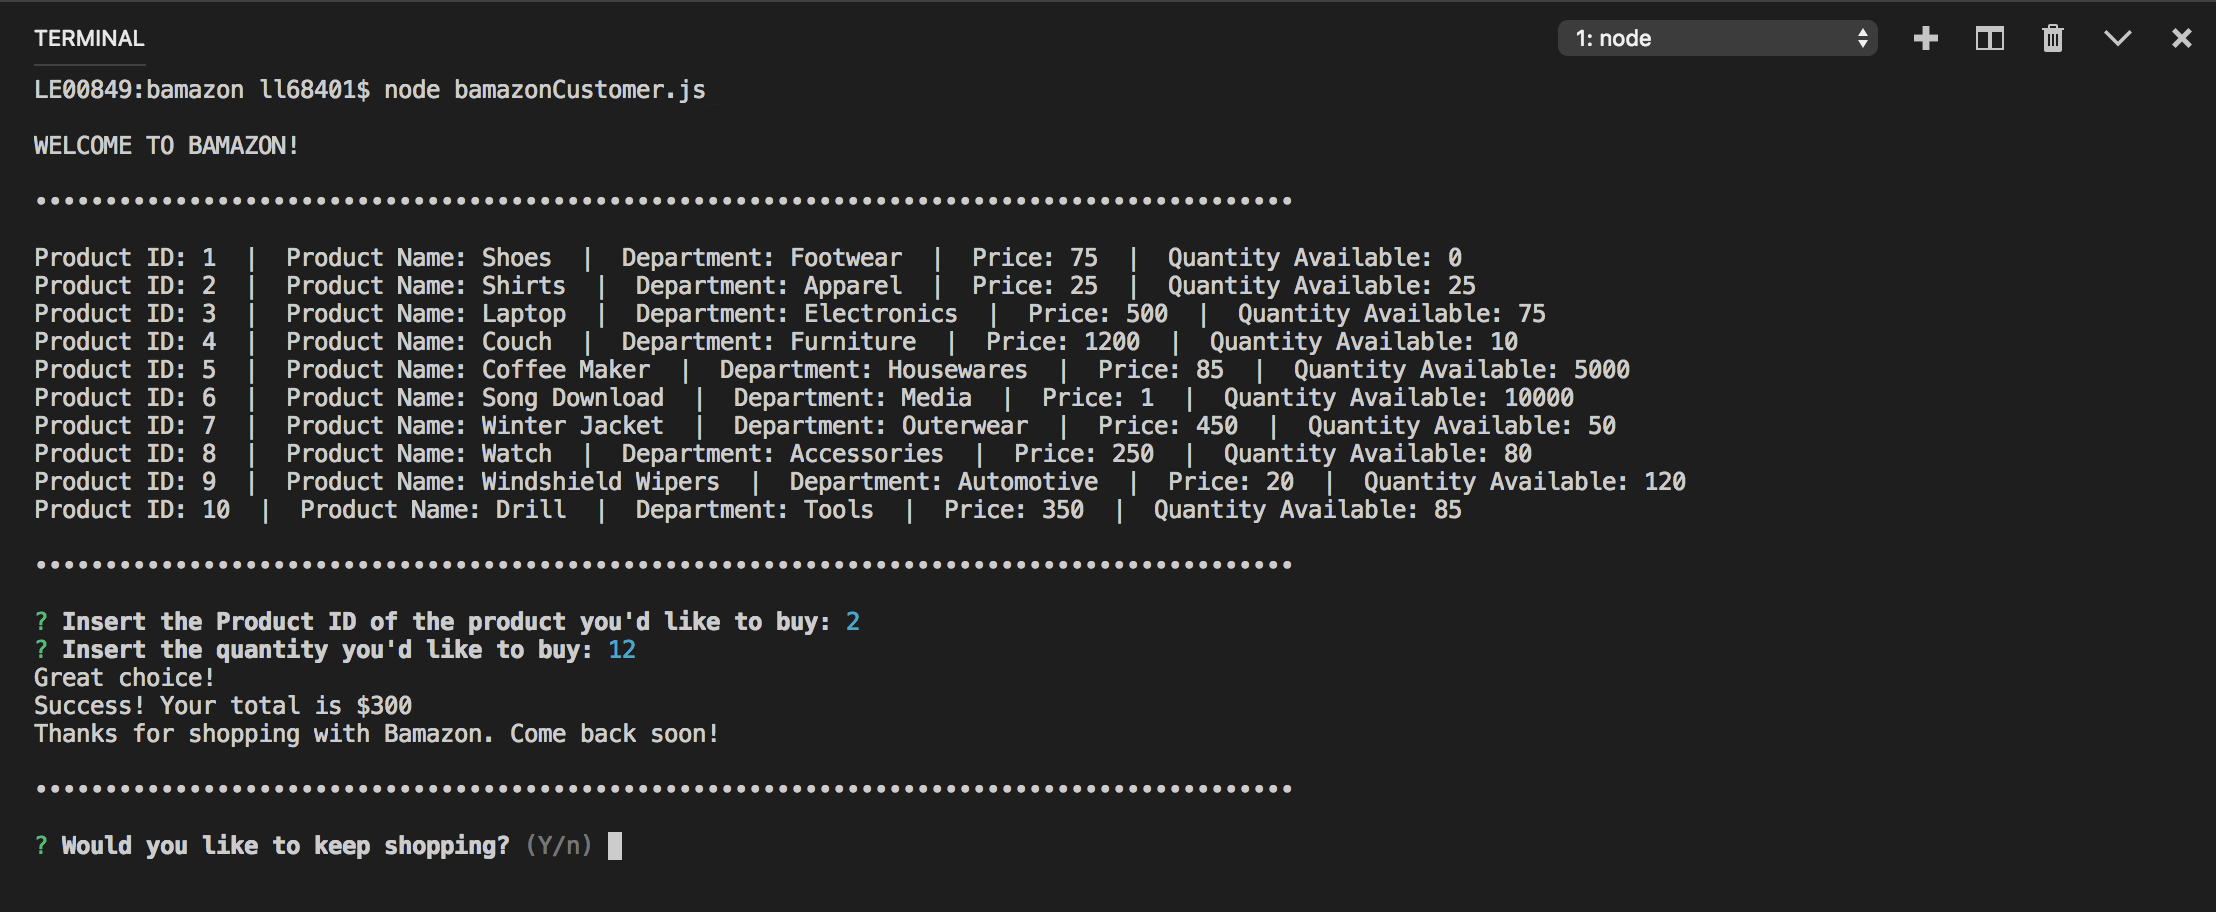 TERMINAL
1: node
LE00849:bamazon ll68401$ node bamazonCustomer.js
WELCOME TO BAMAZON!
••••••••••••••••••••••••••••••••••••••••••••••••••••••••••••••••••••••••••••••••••••••••••
Product ID: 1  |  Product Name: Shoes  |  Department: Footwear  |  Price: 75  |  Quantity Available: 0
Product ID: 2  |  Product Name: Shirts  |  Department: Apparel  |  Price: 25  |  Quantity Available: 25
Product ID: 3  |  Product Name: Laptop  |  Department: Electronics  |  Price: 500  |  Quantity Available: 75
Product ID: 4  |  Product Name: Couch  |  Department: Furniture  |  Price: 1200  |  Quantity Available: 10
Product ID: 5  |  Product Name: Coffee Maker  |  Department: Housewares  |  Price: 85  |  Quantity Available: 5000
Product ID: 6  |  Product Name: Song Download  |  Department: Media  |  Price: 1  |  Quantity Available: 10000
Product ID: 7  |  Product Name: Winter Jacket  |  Department: Outerwear  |  Price: 450  |  Quantity Available: 50
Product ID: 8  |  Product Name: Watch  |  Department: Accessories  |  Price: 250  |  Quantity Available: 80
Product ID: 9  |  Product Name: Windshield Wipers  |  Department: Automotive  |  Price: 20  |  Quantity Available: 120
Product ID: 10  |  Product Name: Drill  |  Department: Tools  |  Price: 350  |  Quantity Available: 85
••••••••••••••••••••••••••••••••••••••••••••••••••••••••••••••••••••••••••••••••••••••••••
? Insert the Product ID of the product you'd like to buy: 2
? Insert the quantity you'd like to buy: 12
Great choice!
Success! Your total is $300
Thanks for shopping with Bamazon. Come back soon!
••••••••••••••••••••••••••••••••••••••••••••••••••••••••••••••••••••••••••••••••••••••••••
? Would you like to keep shopping? (Y/n)